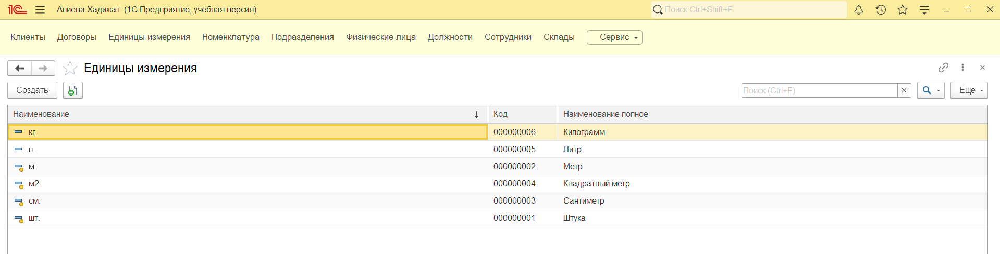 1С Алиева Хадижат (1С:Предприятие, учебная версия) Поиск Ctrl+Shift+F
Клиенты Договоры Единицы измерения Номенклатура Подразделения Физические лица Должности Сотрудники Склады Сервис
Единицы измерения
Создать Поиск (Ctrl+F) Еще
Наименование Код Наименование полное
кг. 000000006 Килограмм
л. 000000005 Литр
м. 000000002 Метр
м2. 000000004 Квадратный метр
см. 000000003 Сантиметр
шт. 000000001 Штука